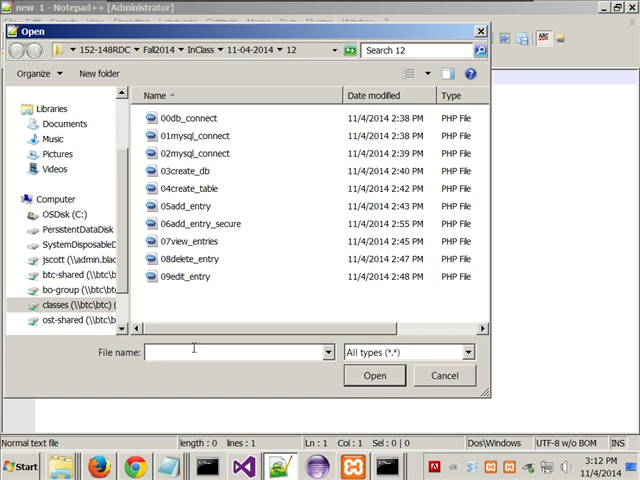 new 1 - Notepad++ [Administrator]
Open
152-148RDC
Fall2014
InClass
11-04-2014
12
Search 12
Organize
New folder
Name
Date modified
Type
Libraries
Documents
Music
Pictures
Videos
Computer
OSDisk (C:)
PersistentDataDisk
SystemDisposableD
jscott (\\admin.blac
btc-shared (\\btc\b
bo-group (\\btc\btc)
classes (\\btc\btc) (
ost-shared (\\btc\b
00db_connect 11/4/2014 2:38 PM PHP File
01mysql_connect 11/4/2014 2:38 PM PHP File
02mysql_connect 11/4/2014 2:39 PM PHP File
03create_db 11/4/2014 2:40 PM PHP File
04create_table 11/4/2014 2:42 PM PHP File
05add_entry 11/4/2014 2:43 PM PHP File
06add_entry_secure 11/4/2014 2:55 PM PHP File
07view_entries 11/4/2014 2:45 PM PHP File
08delete_entry 11/4/2014 2:47 PM PHP File
09edit_entry 11/4/2014 2:48 PM PHP File
File name:
All types (*.*)
Open
Cancel
Normal text file
length : 0 lines : 1
Ln : 1 Col : 1 Sel : 0 | 0
Dos\Windows
UTF-8 w/o BOM
INS
Start
3:12 PM
11/4/2014